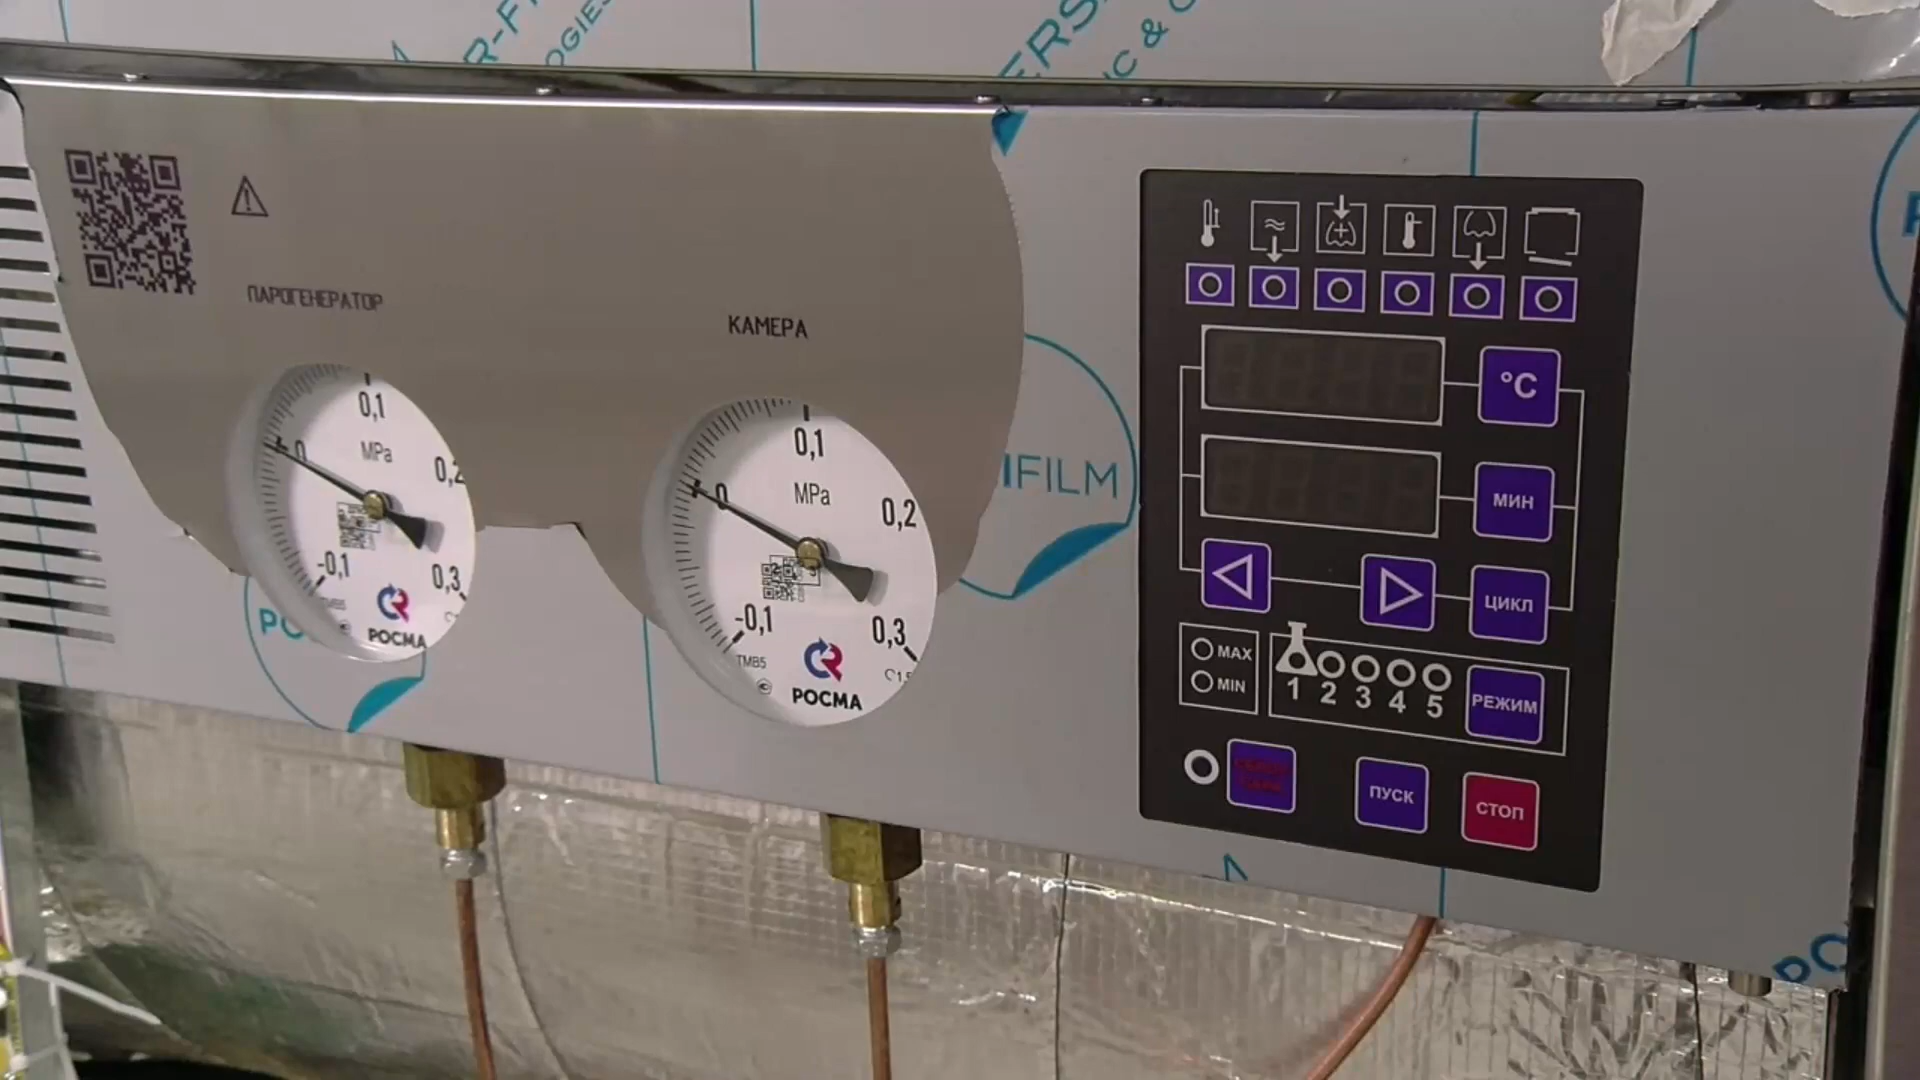 ПАРОГЕНЕРАТОР
0,1
MPa
0
0,2
-0,1
0,3
РОСМА
КАМЕРА
0,1
MPa
0
0,2
-0,1
0,3
ТМВ5
РОСМА
FILM
°C
МИН
ЦИКЛ
MAX
MIN
1 2 3 4 5
РЕЖИМ
ПУСК
СТОП